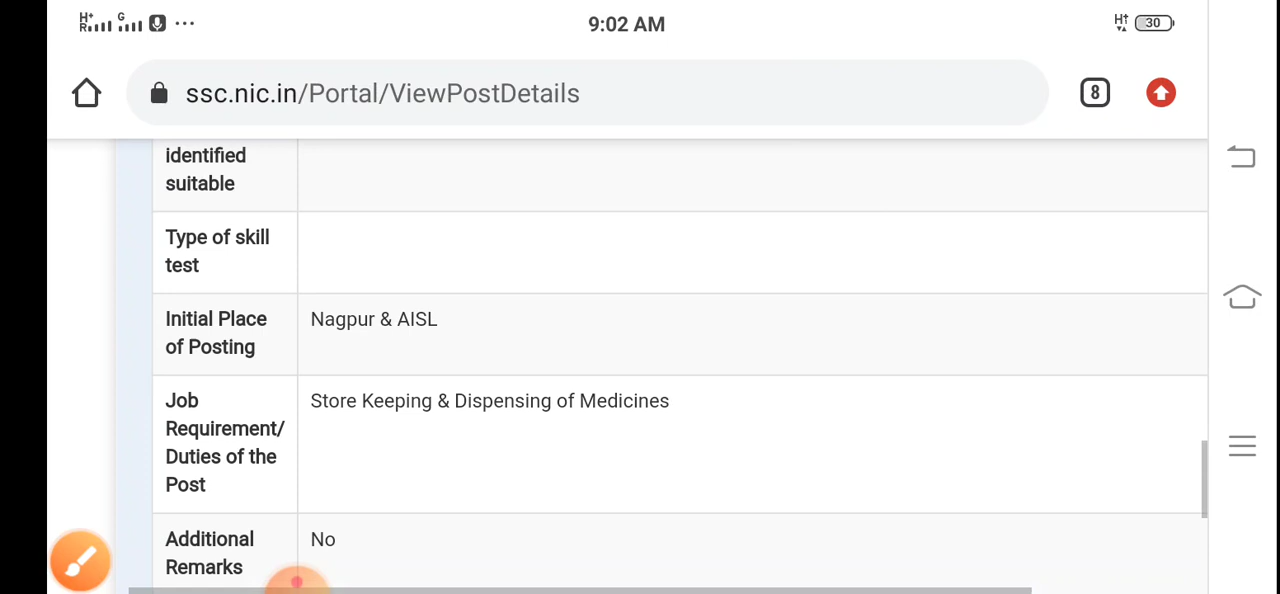 H+ R G ... 9:02 AM H↑ 30
ssc.nic.in/Portal/ViewPostDetails 8
identified
suitable
Type of skill
test
Initial Place Nagpur & AISL
of Posting
Job Store Keeping & Dispensing of Medicines
Requirement/
Duties of the
Post
Additional No
Remarks